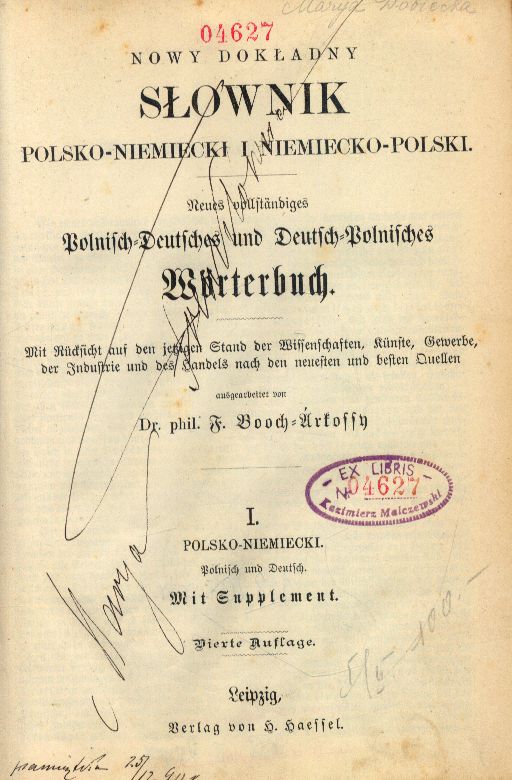 04627
NOWY DOKŁADNY
SŁOWNIK
POLSKO-NIEMIECKI I NIEMIECKO-POLSKI.
Neues vollständiges
Polnisch-Deutsches und Deutsch-Polnisches
Wörterbuch.
Mit Rücksicht auf den jetzigen Stand der Wissenschaften, Künste, Gewerbe,
der Industrie und des Handels nach den neuesten und besten Quellen
ausgearbeitet von
Dr. phil. F. Booch-Árkossy
EX LIBRIS
Nr 04627
Kazimierz Malczewski
I.
POLSKO-NIEMIECKI.
Polnisch und Deutsch.
Mit Supplement.
Vierte Auflage.
100.-
Leipzig,
Verlag von H. Haessel.